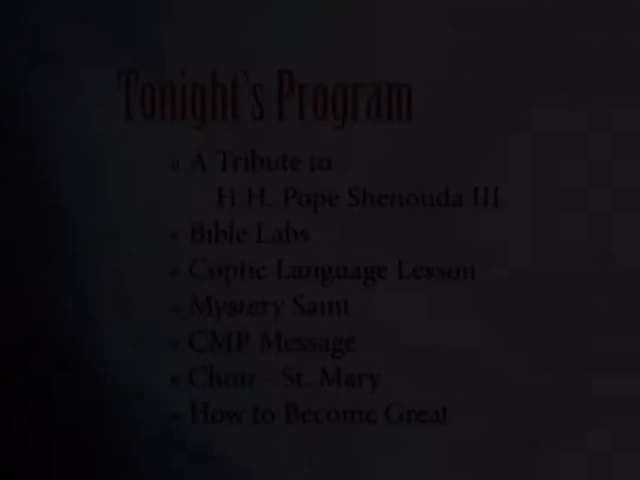 Tonight's Program
» A Tribute to
H.H. Pope Shenouda III
» Bible Labs
» Coptic Language Lesson
» Mystery Saint
» CMP Message
» Choir - St. Mary
» How to Become Great